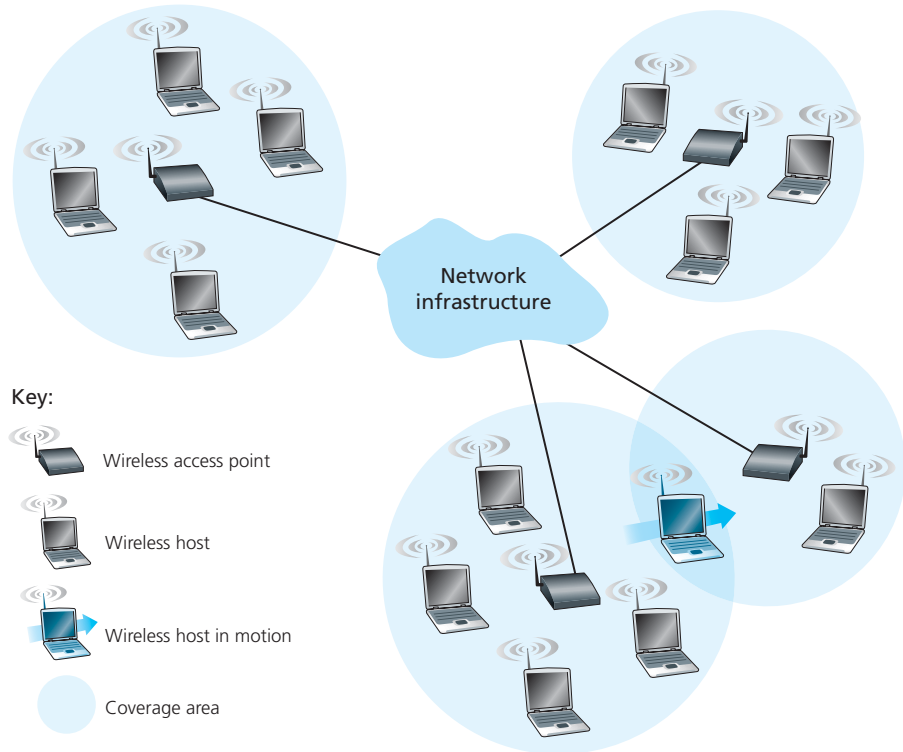 Network
infrastructure
Key:
Wireless access point
Wireless host
Wireless host in motion
Coverage area